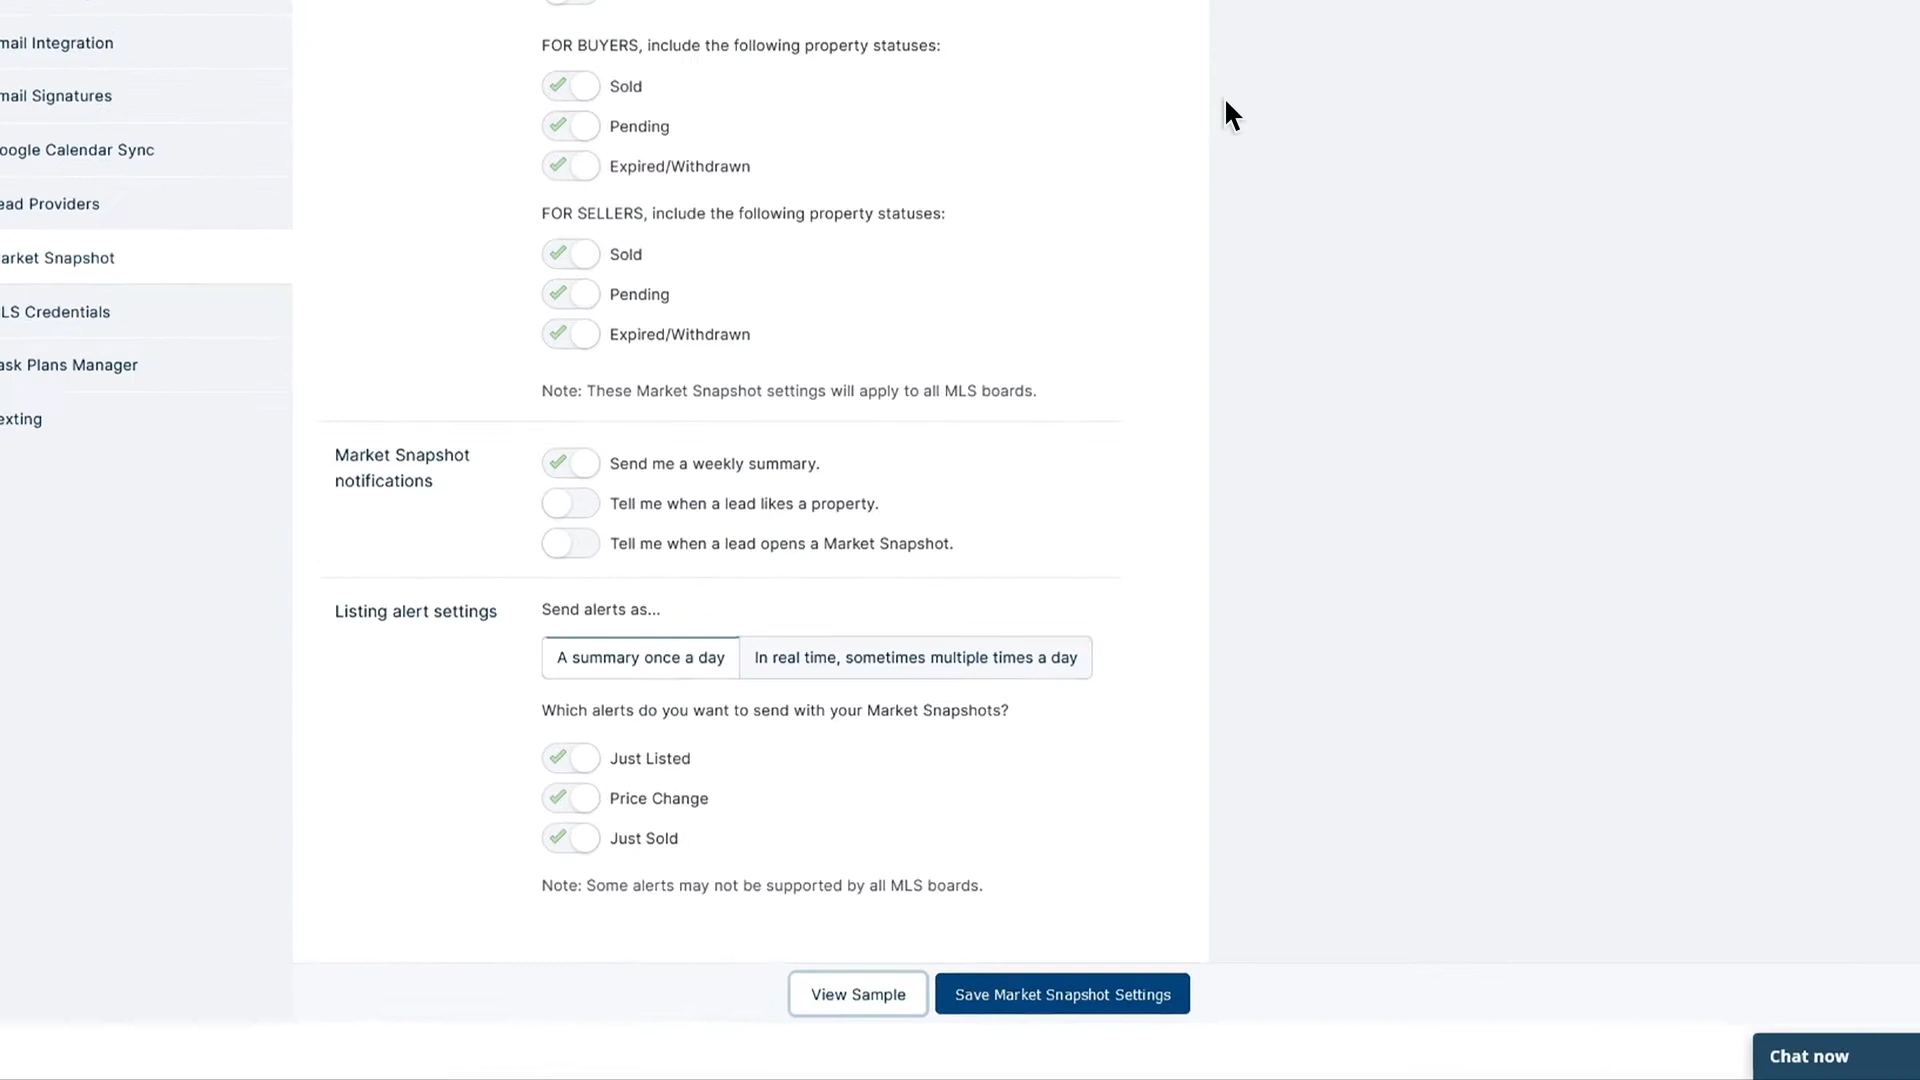 mail Integration
mail Signatures
oogle Calendar Sync
ead Providers
arket Snapshot
LS Credentials
ask Plans Manager
exting
FOR BUYERS, include the following property statuses:
Sold
Pending
Expired/Withdrawn
FOR SELLERS, include the following property statuses:
Sold
Pending
Expired/Withdrawn
Note: These Market Snapshot settings will apply to all MLS boards.
Market Snapshot
notifications
Send me a weekly summary.
Tell me when a lead likes a property.
Tell me when a lead opens a Market Snapshot.
Listing alert settings
Send alerts as...
A summary once a day
In real time, sometimes multiple times a day
Which alerts do you want to send with your Market Snapshots?
Just Listed
Price Change
Just Sold
Note: Some alerts may not be supported by all MLS boards.
View Sample
Save Market Snapshot Settings
Chat now